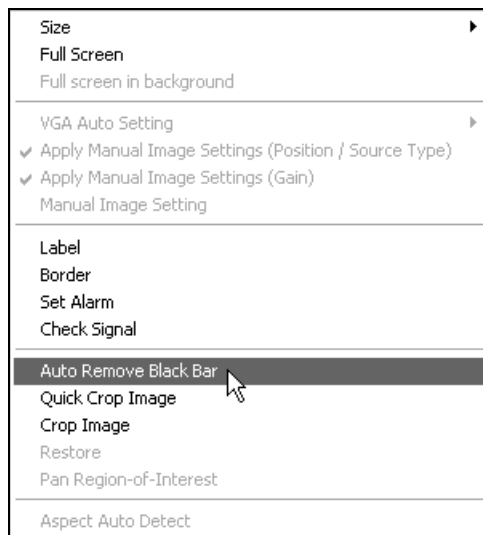 Size
Full Screen
Full screen in background
VGA Auto Setting
Apply Manual Image Settings (Position / Source Type)
Apply Manual Image Settings (Gain)
Manual Image Setting
Label
Border
Set Alarm
Check Signal
Auto Remove Black Bar
Quick Crop Image
Crop Image
Restore
Pan Region-of-Interest
Aspect Auto Detect